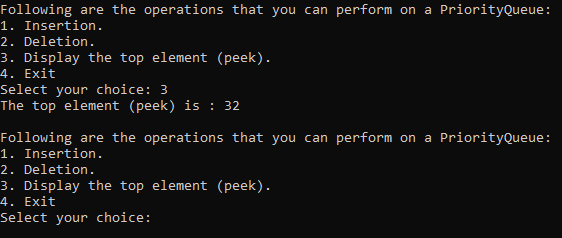 Following are the operations that you can perform on a PriorityQueue:
1. Insertion.
2. Deletion.
3. Display the top element (peek).
4. Exit
Select your choice: 3
The top element (peek) is : 32
Following are the operations that you can perform on a PriorityQueue:
1. Insertion.
2. Deletion.
3. Display the top element (peek).
4. Exit
Select your choice: